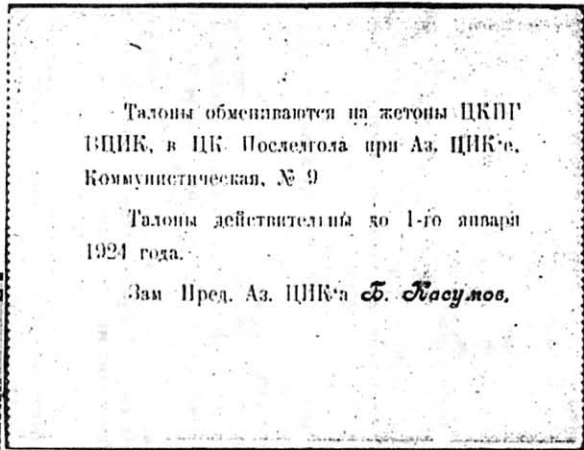 Талоны обмениваются на жетоны ЦКПГ
ВЦИК, в ЦК Последгола при Аз. ЦИК'е,
Коммунистическая, № 9
Талоны действительны до 1-го января
1924 года.
Зам Пред. Аз. ЦИК'а Б. Касумов.